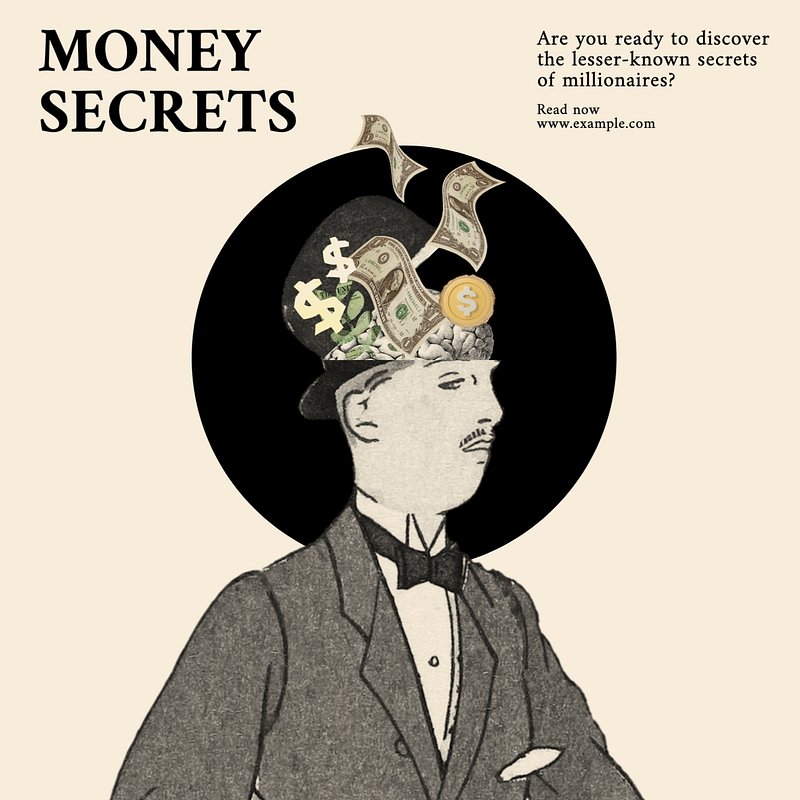 MONEY
SECRETS
Are you ready to discover
the lesser-known secrets
of millionaires?
Read now
www.example.com
$
$
$